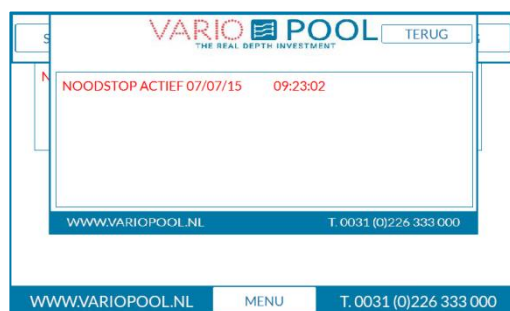 VARIO POOL
THE REAL DEPTH INVESTMENT
TERUG
NOODSTOP ACTIEF 07/07/15 09:23:02
WWW.VARIOPOOL.NL T. 0031 (0)226 333 000
WWW.VARIOPOOL.NL MENU T. 0031 (0)226 333 000